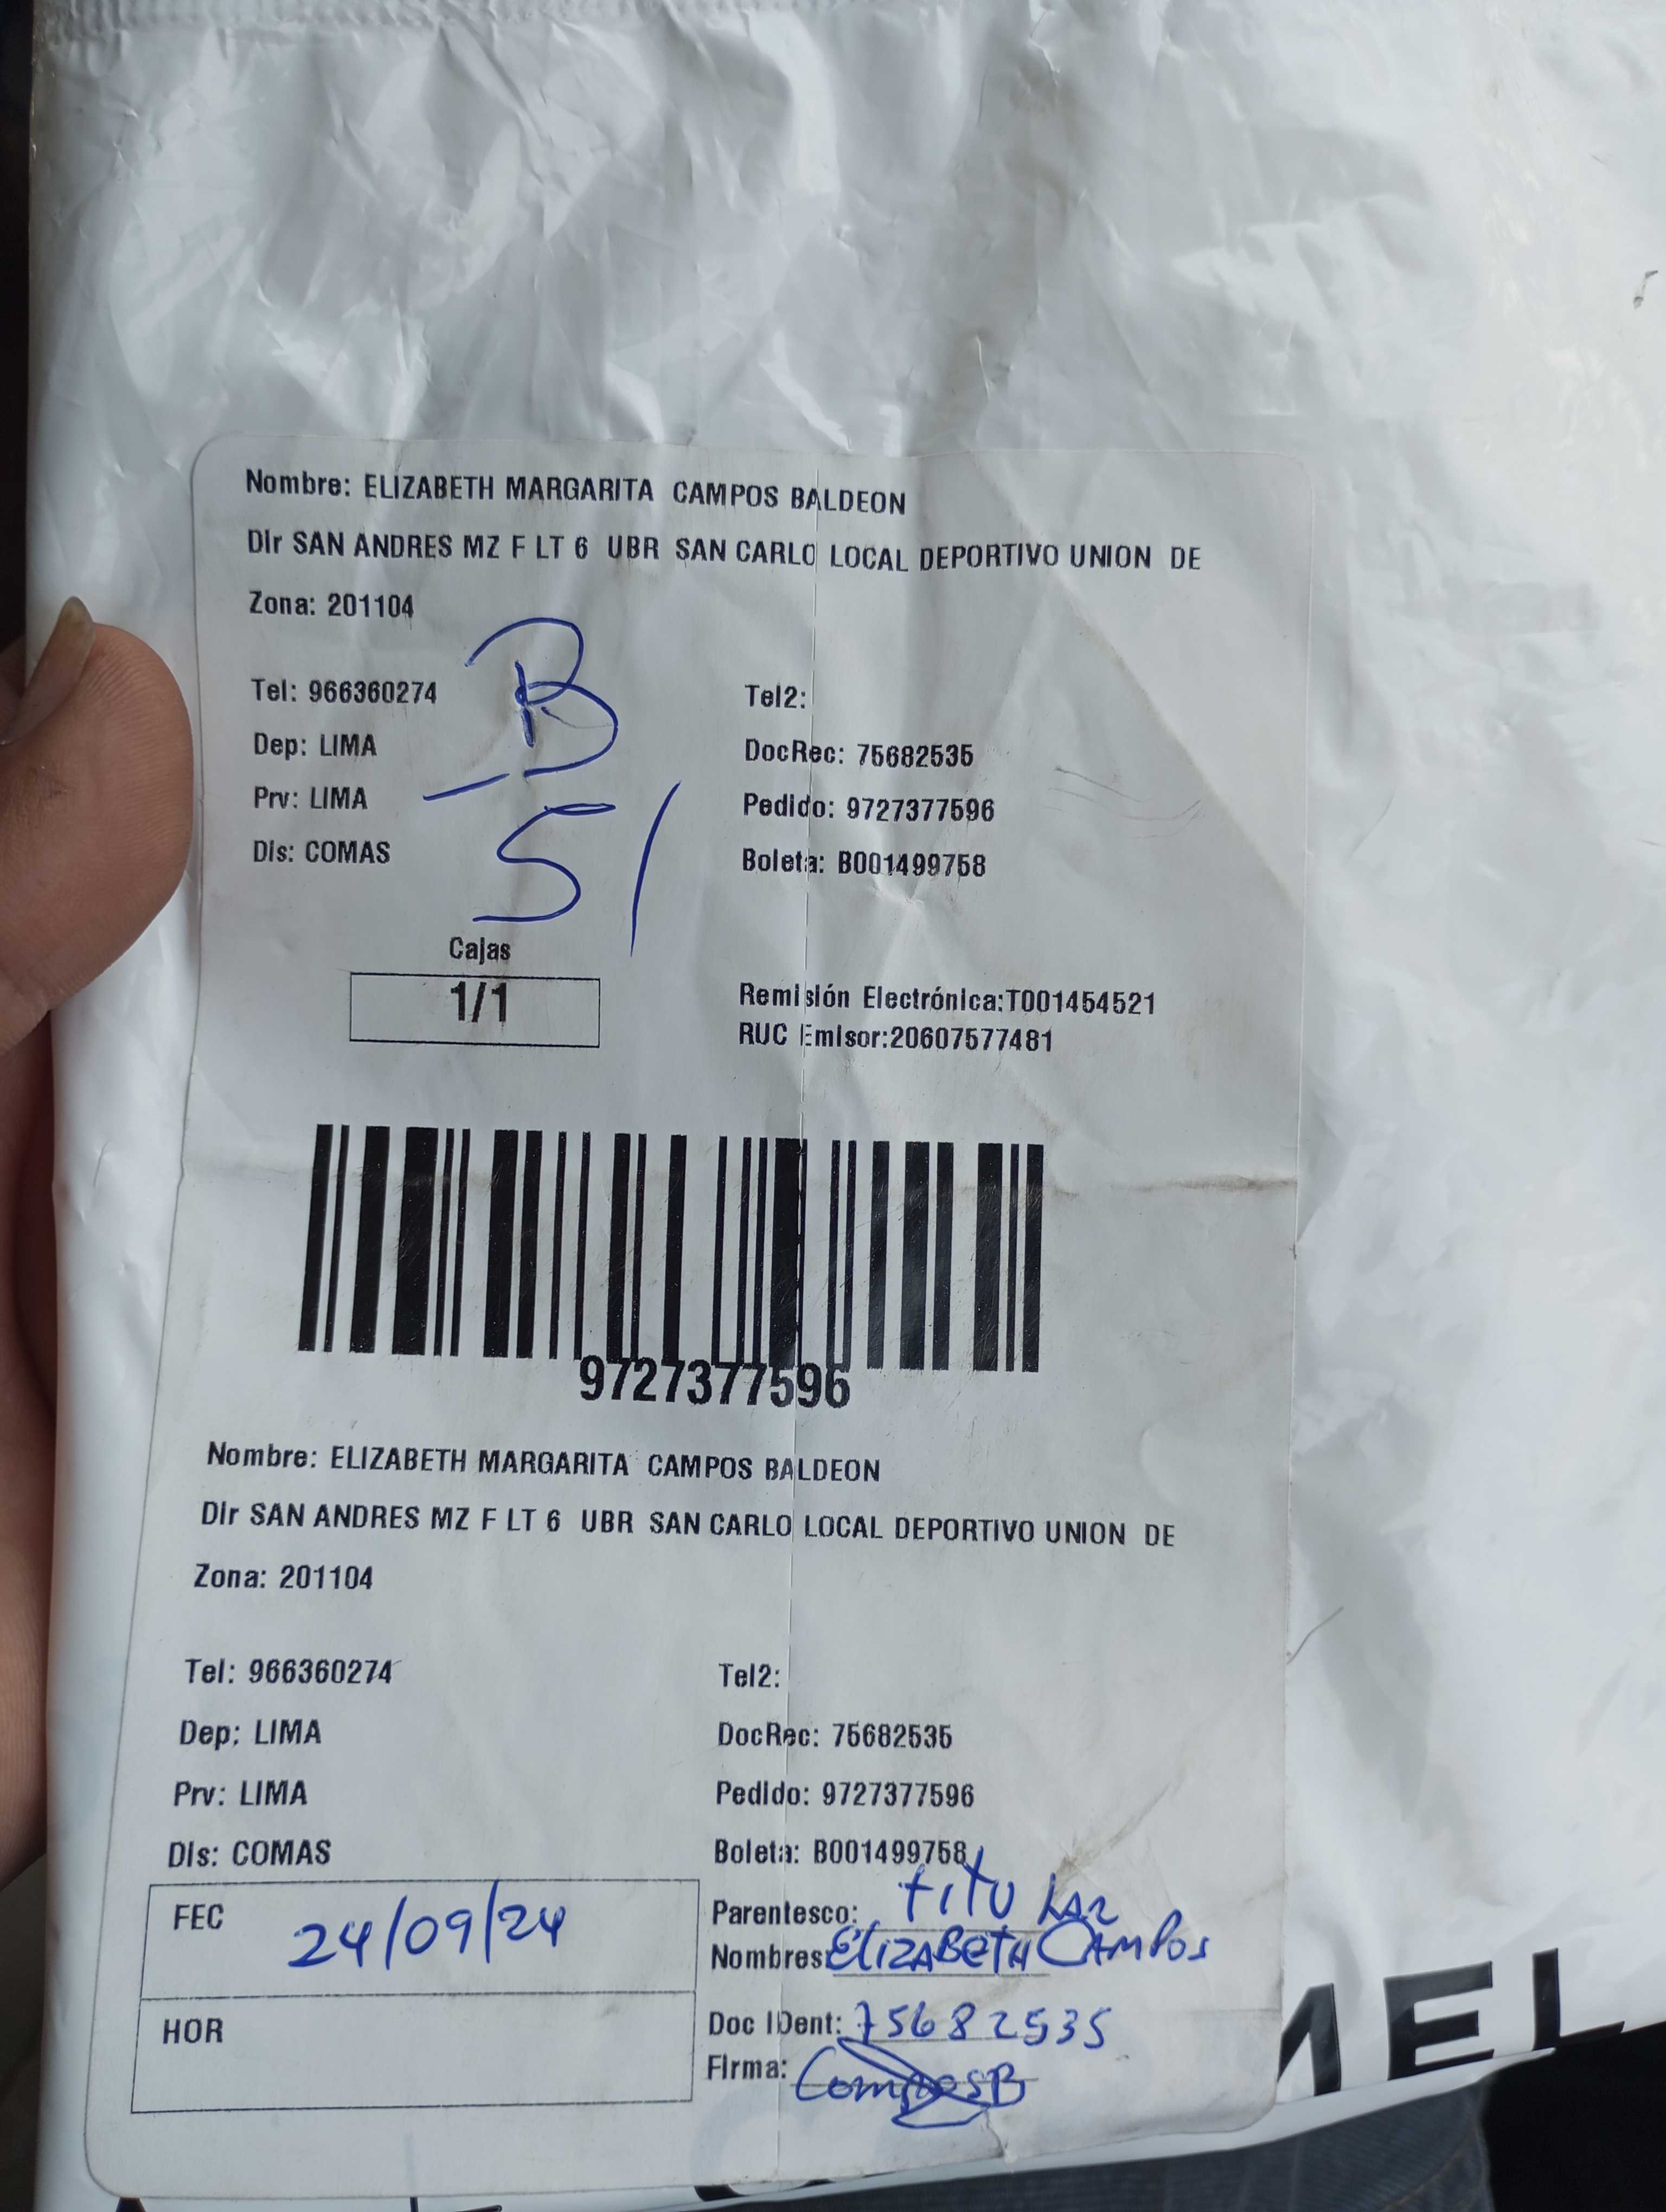 Nombre: ELIZABETH MARGARITA CAMPOS BALDEON
Dir SAN ANDRES MZ F LT 6 UBR SAN CARLO LOCAL DEPORTIVO UNION DE
Zona: 201104
B
Tel: 966360274 Tel2:
Dep: LIMA DocRec: 75682535
Prv: LIMA Pedido: 9727377596
Dis: COMAS Boleta: B001499758
51
Cajas
1/1
Remisión Electrónica:T001454521
RUC Emisor:20607577481
9727377596
Nombre: ELIZABETH MARGARITA CAMPOS BALDEON
Dir SAN ANDRES MZ F LT 6 UBR SAN CARLO LOCAL DEPORTIVO UNION DE
Zona: 201104
Tel: 966360274 Tel2:
Dep: LIMA DocRec: 75682535
Prv: LIMA Pedido: 9727377596
Dis: COMAS Boleta: B001499758
FEC 24/09/24 Parentesco: TITULAR
Nombres: ELIZABETH CAMPOS
HOR Doc IDent: 75682535
Firma: CamposB
MEL